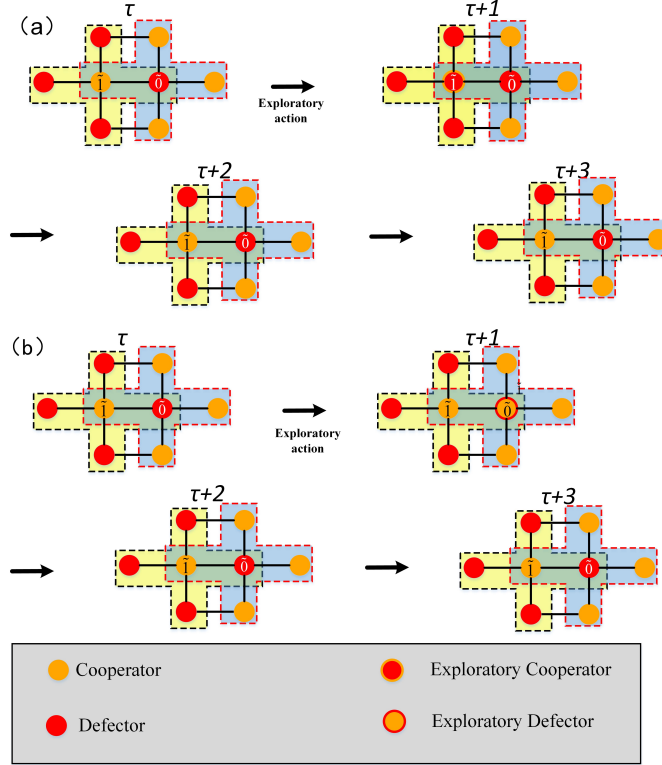 (a)
τ
τ+1
1̃ 0̃
Exploratory
action
1̃ 0̃
τ+2
τ+3
1̃ 0̃
1̃ 0̃
(b)
τ
τ+1
1̃ 0̃
Exploratory
action
1̃ 0̃
τ+2
τ+3
1̃ 0̃
1̃ 0̃
Cooperator
Exploratory Cooperator
Defector
Exploratory Defector